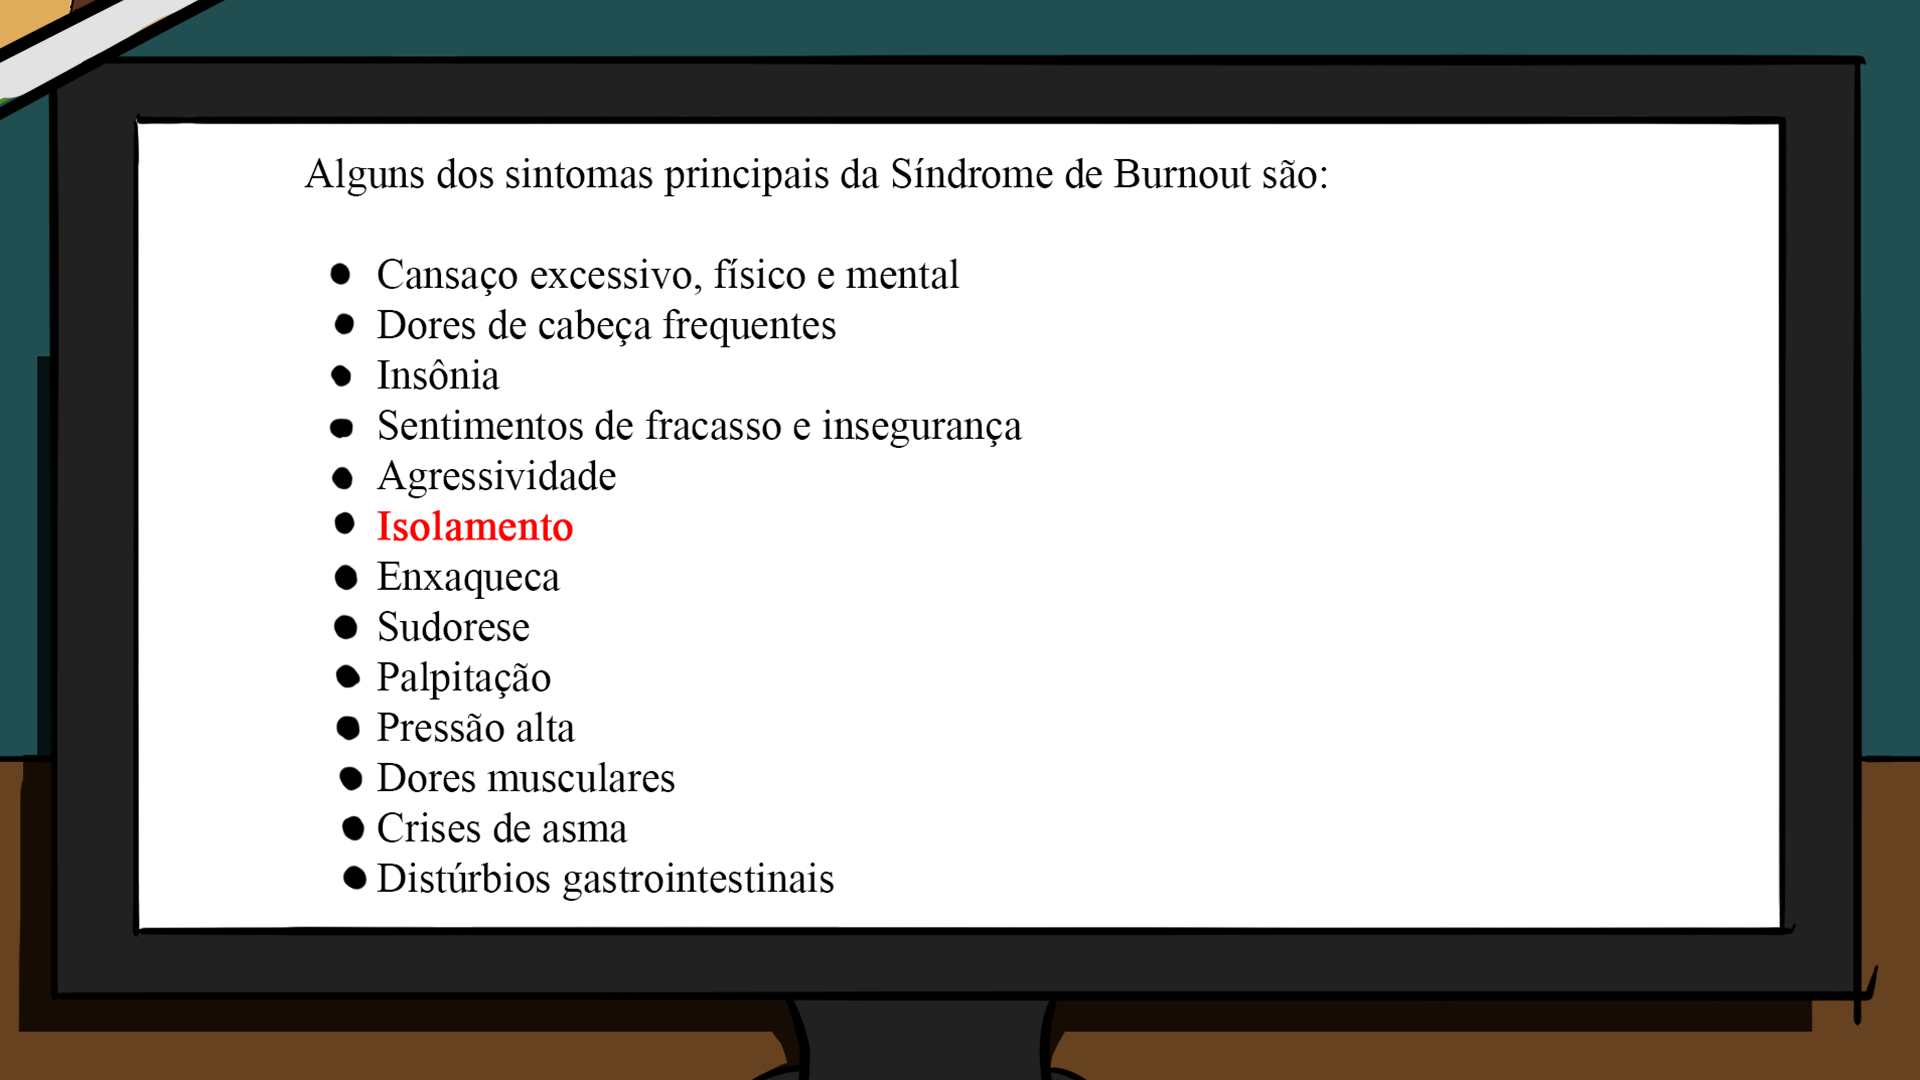 Alguns dos sintomas principais da Síndrome de Burnout são:
● Cansaço excessivo, físico e mental
● Dores de cabeça frequentes
● Insônia
● Sentimentos de fracasso e insegurança
● Agressividade
● Isolamento
● Enxaqueca
● Sudorese
● Palpitação
● Pressão alta
● Dores musculares
● Crises de asma
● Distúrbios gastrointestinais